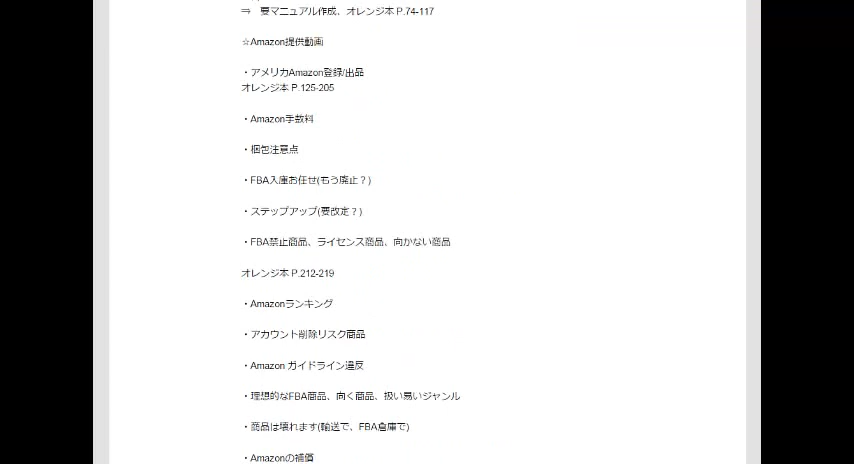 ⇒　要マニュアル作成、オレンジ本 P.74-117
☆Amazon提供動画
・アメリカAmazon登録/出品
オレンジ本 P.125-205
・Amazon手数料
・梱包注意点
・FBA入庫お任せ(もう廃止？)
・ステップアップ(要改定？)
・FBA禁止商品、ライセンス商品、向かない商品
オレンジ本 P.212-219
・Amazonランキング
・アカウント削除リスク商品
・Amazon ガイドライン違反
・理想的なFBA商品、向く商品、扱い易いジャンル
・商品は壊れます(輸送で、FBA倉庫で)
・Amazonの補償